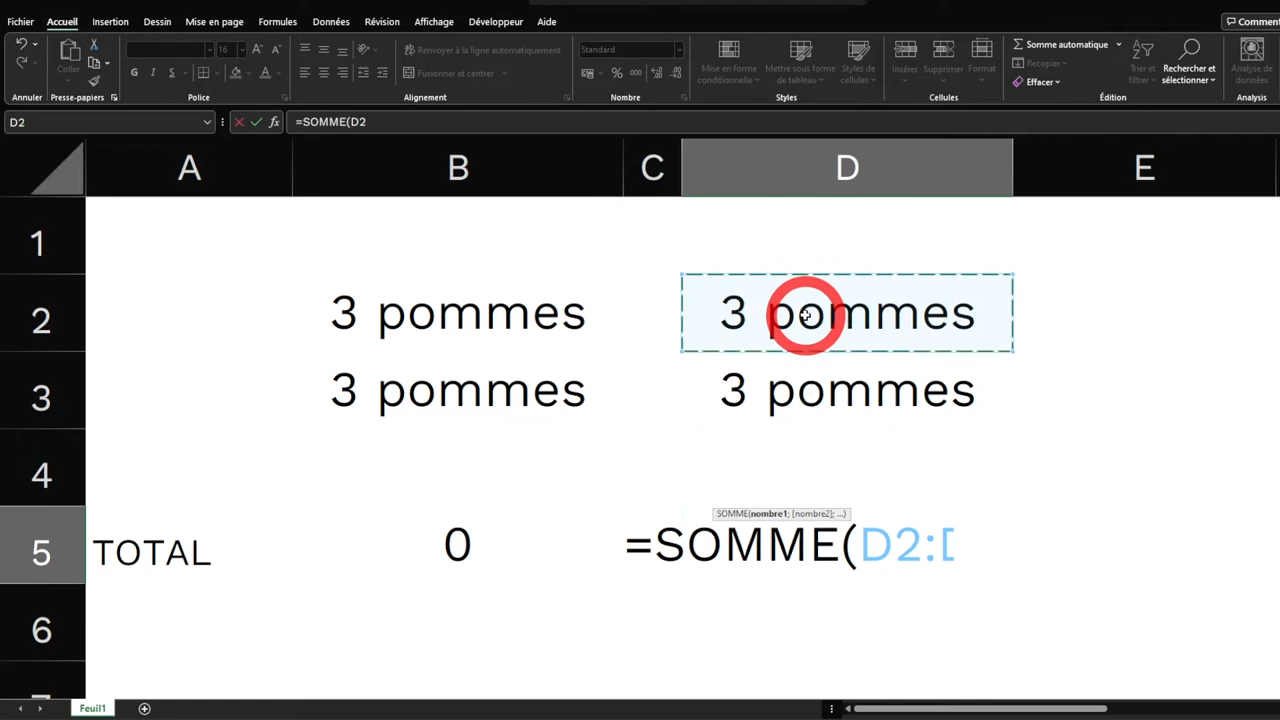 Fichier Accueil Insertion Dessin Mise en page Formules Données Révision Affichage Développeur Aide Comment
16 Renvoyer à la ligne automatiquement Standard Somme automatique
Coller Fusionner et centrer Mise en forme conditionnelle Mettre sous forme de tableau Styles de cellules Insérer Supprimer Format Recopier Trier et filtrer Rechercher et sélectionner Analyse de données
G I S % 000 Effacer
Annuler Presse-papiers Police Alignement Nombre Styles Cellules Édition Analysis
D2 fx =SOMME(D2
A B C D E
1
2 3 pommes 3 pommes
3 3 pommes 3 pommes
4
SOMME(nombre1; [nombre2]; ...)
5 TOTAL 0 =SOMME(D2:
6
Feuil1